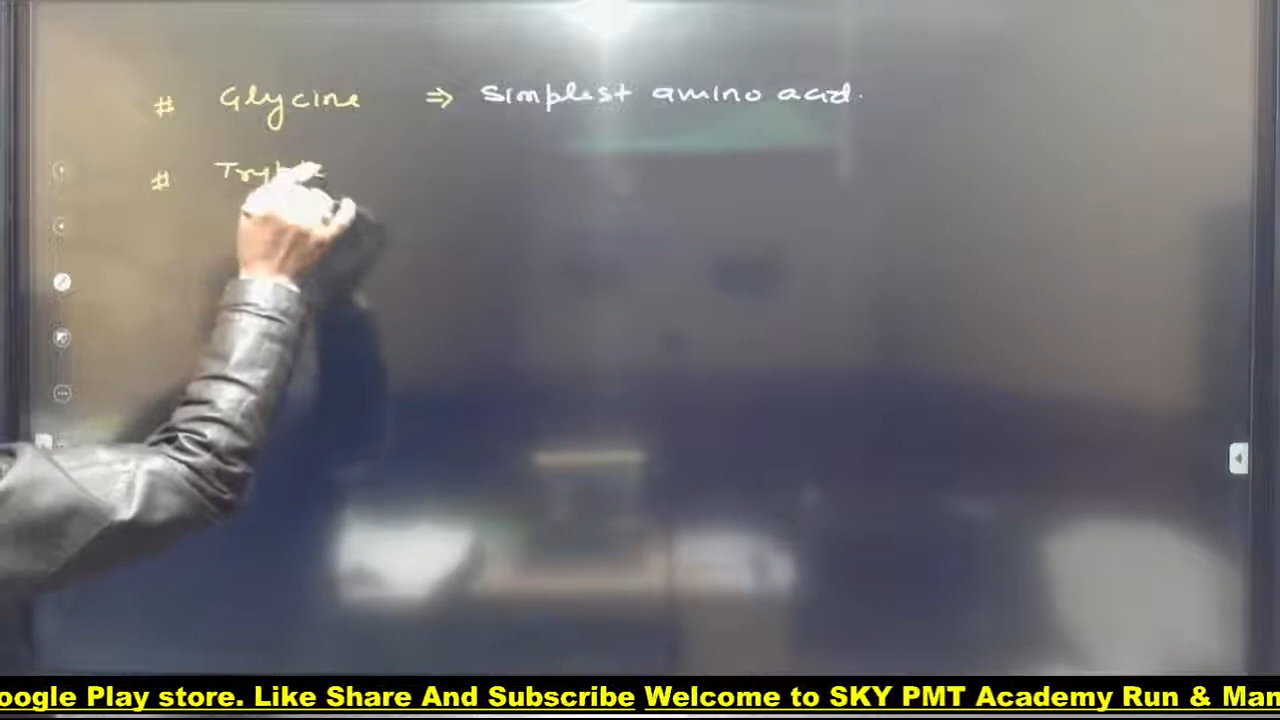 # Glycine ⇒ Simplest amino acid.
#
oogle Play store. Like Share And Subscribe Welcome to SKY PMT Academy Run & Man